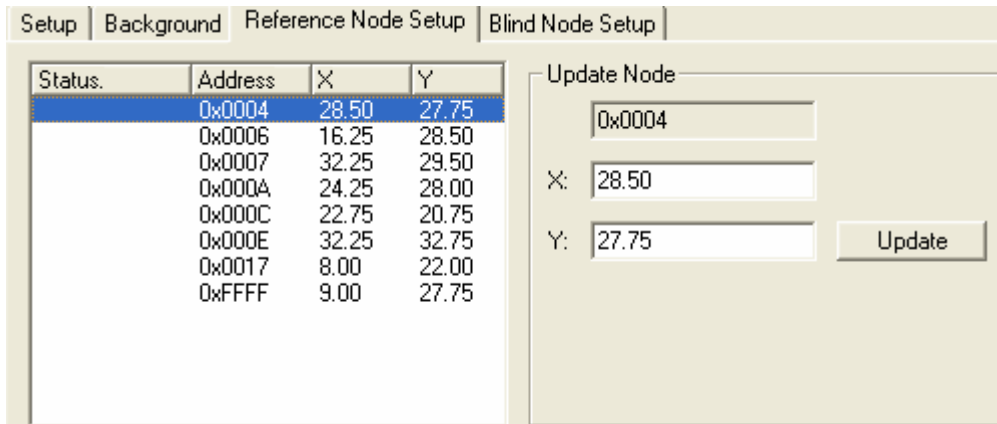 Setup Background Reference Node Setup Blind Node Setup
Status. Address X Y
0x0004 28.50 27.75
0x0006 16.25 28.50
0x0007 32.25 29.50
0x000A 24.25 28.00
0x000C 22.75 20.75
0x000E 32.25 32.75
0x0017 8.00 22.00
0xFFFF 9.00 27.75
Update Node
0x0004
X: 28.50
Y: 27.75 Update